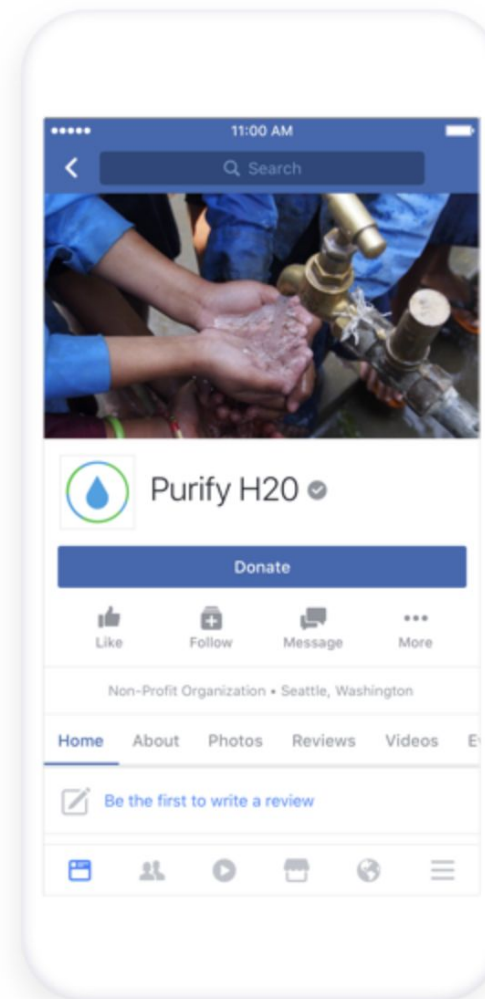 11:00 AM
Search
Purify H20
Donate
Like Follow Message More
Non-Profit Organization • Seattle, Washington
Home About Photos Reviews Videos E
Be the first to write a review